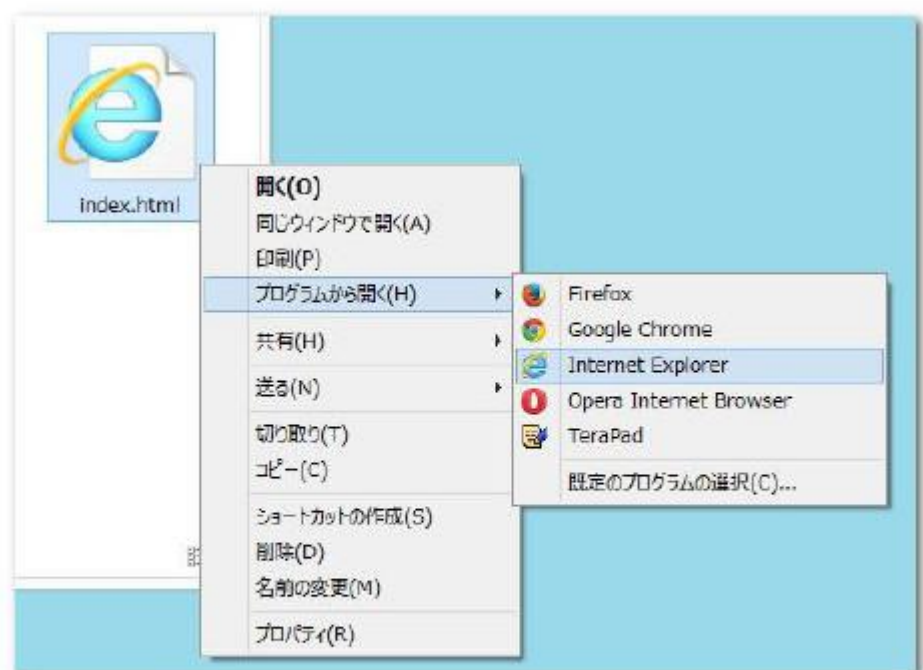 index.html
開く(O)
同じウィンドウで開く(A)
印刷(P)
プログラムから開く(H)
共有(H)
送る(N)
切り取り(T)
コピー(C)
ショートカットの作成(S)
削除(D)
名前の変更(M)
プロパティ(R)
Firefox
Google Chrome
Internet Explorer
Opera Internet Browser
TeraPad
既定のプログラムの選択(C)...